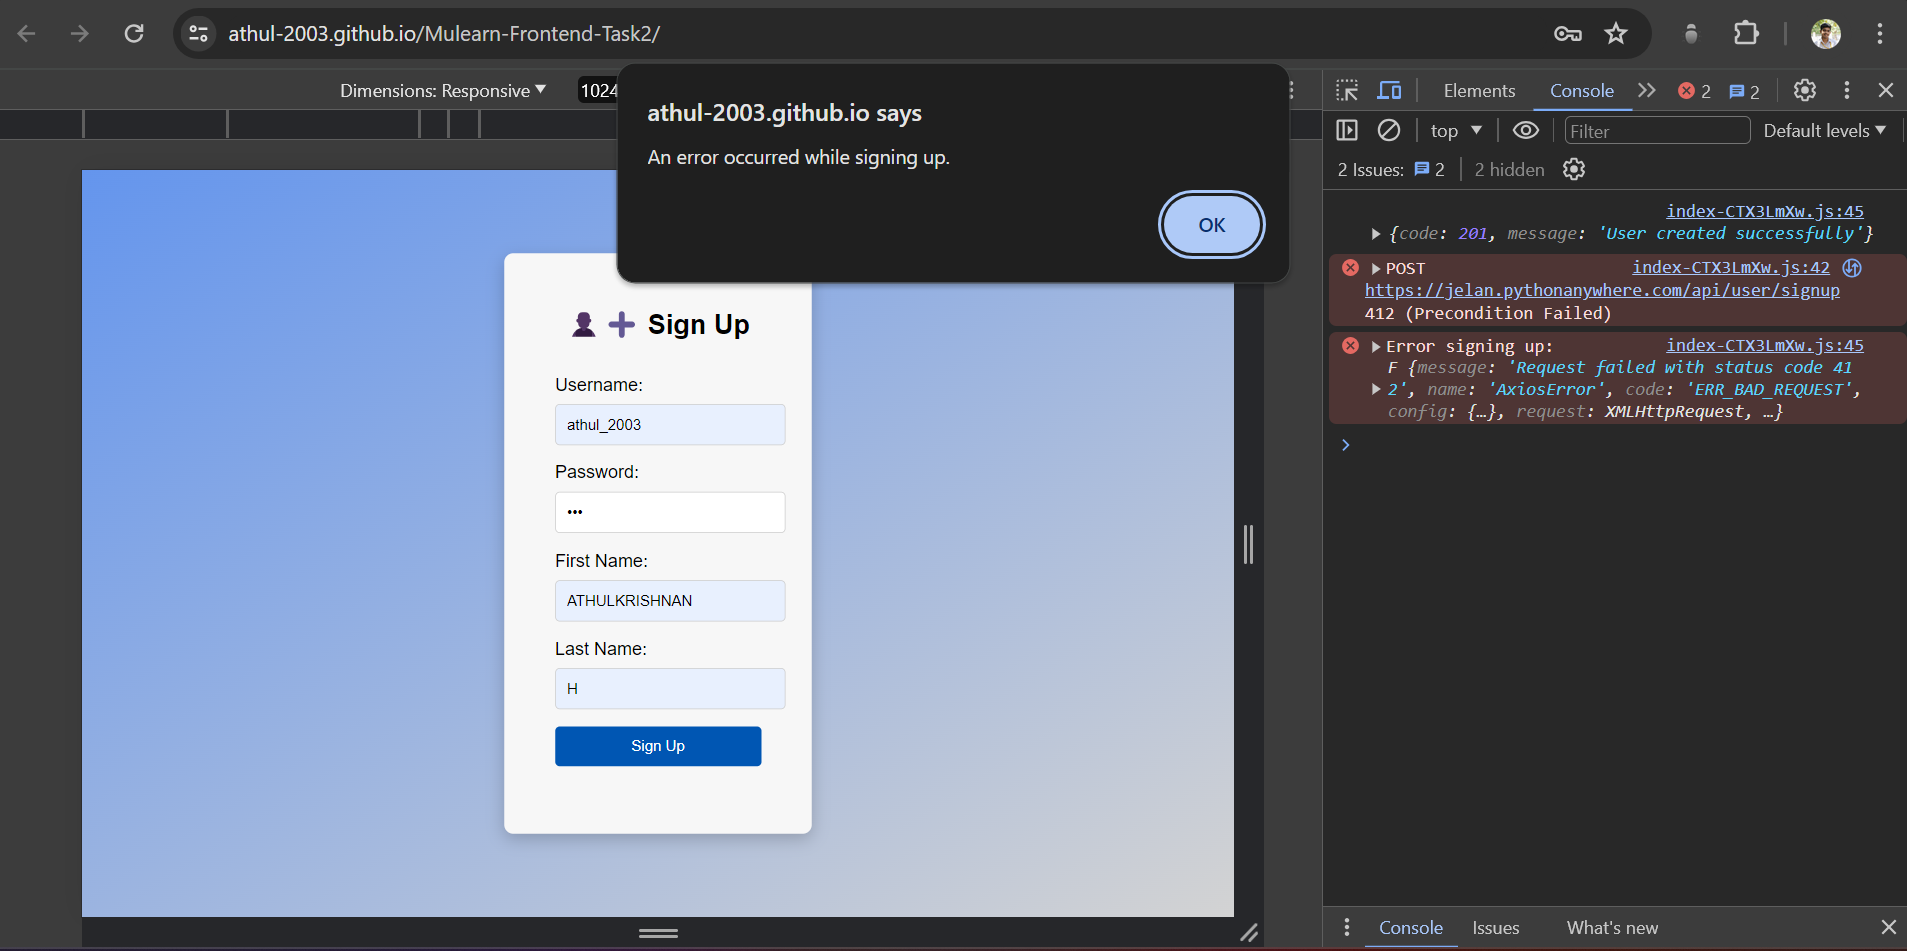 athul-2003.github.io/Mulearn-Frontend-Task2/
Dimensions: Responsive
1024
athul-2003.github.io says
An error occurred while signing up.
OK
Sign Up
Username:
athul_2003
Password:
•••
First Name:
ATHULKRISHNAN
Last Name:
H
Sign Up
Elements Console 2 2
top Filter Default levels
2 Issues: 2 2 hidden
index-CTX3LmXw.js:45
{code: 201, message: 'User created successfully'}
POST index-CTX3LmXw.js:42
https://jelan.pythonanywhere.com/api/user/signup
412 (Precondition Failed)
Error signing up: index-CTX3LmXw.js:45
F {message: 'Request failed with status code 41
2', name: 'AxiosError', code: 'ERR_BAD_REQUEST',
config: {…}, request: XMLHttpRequest, …}
Console Issues What's new